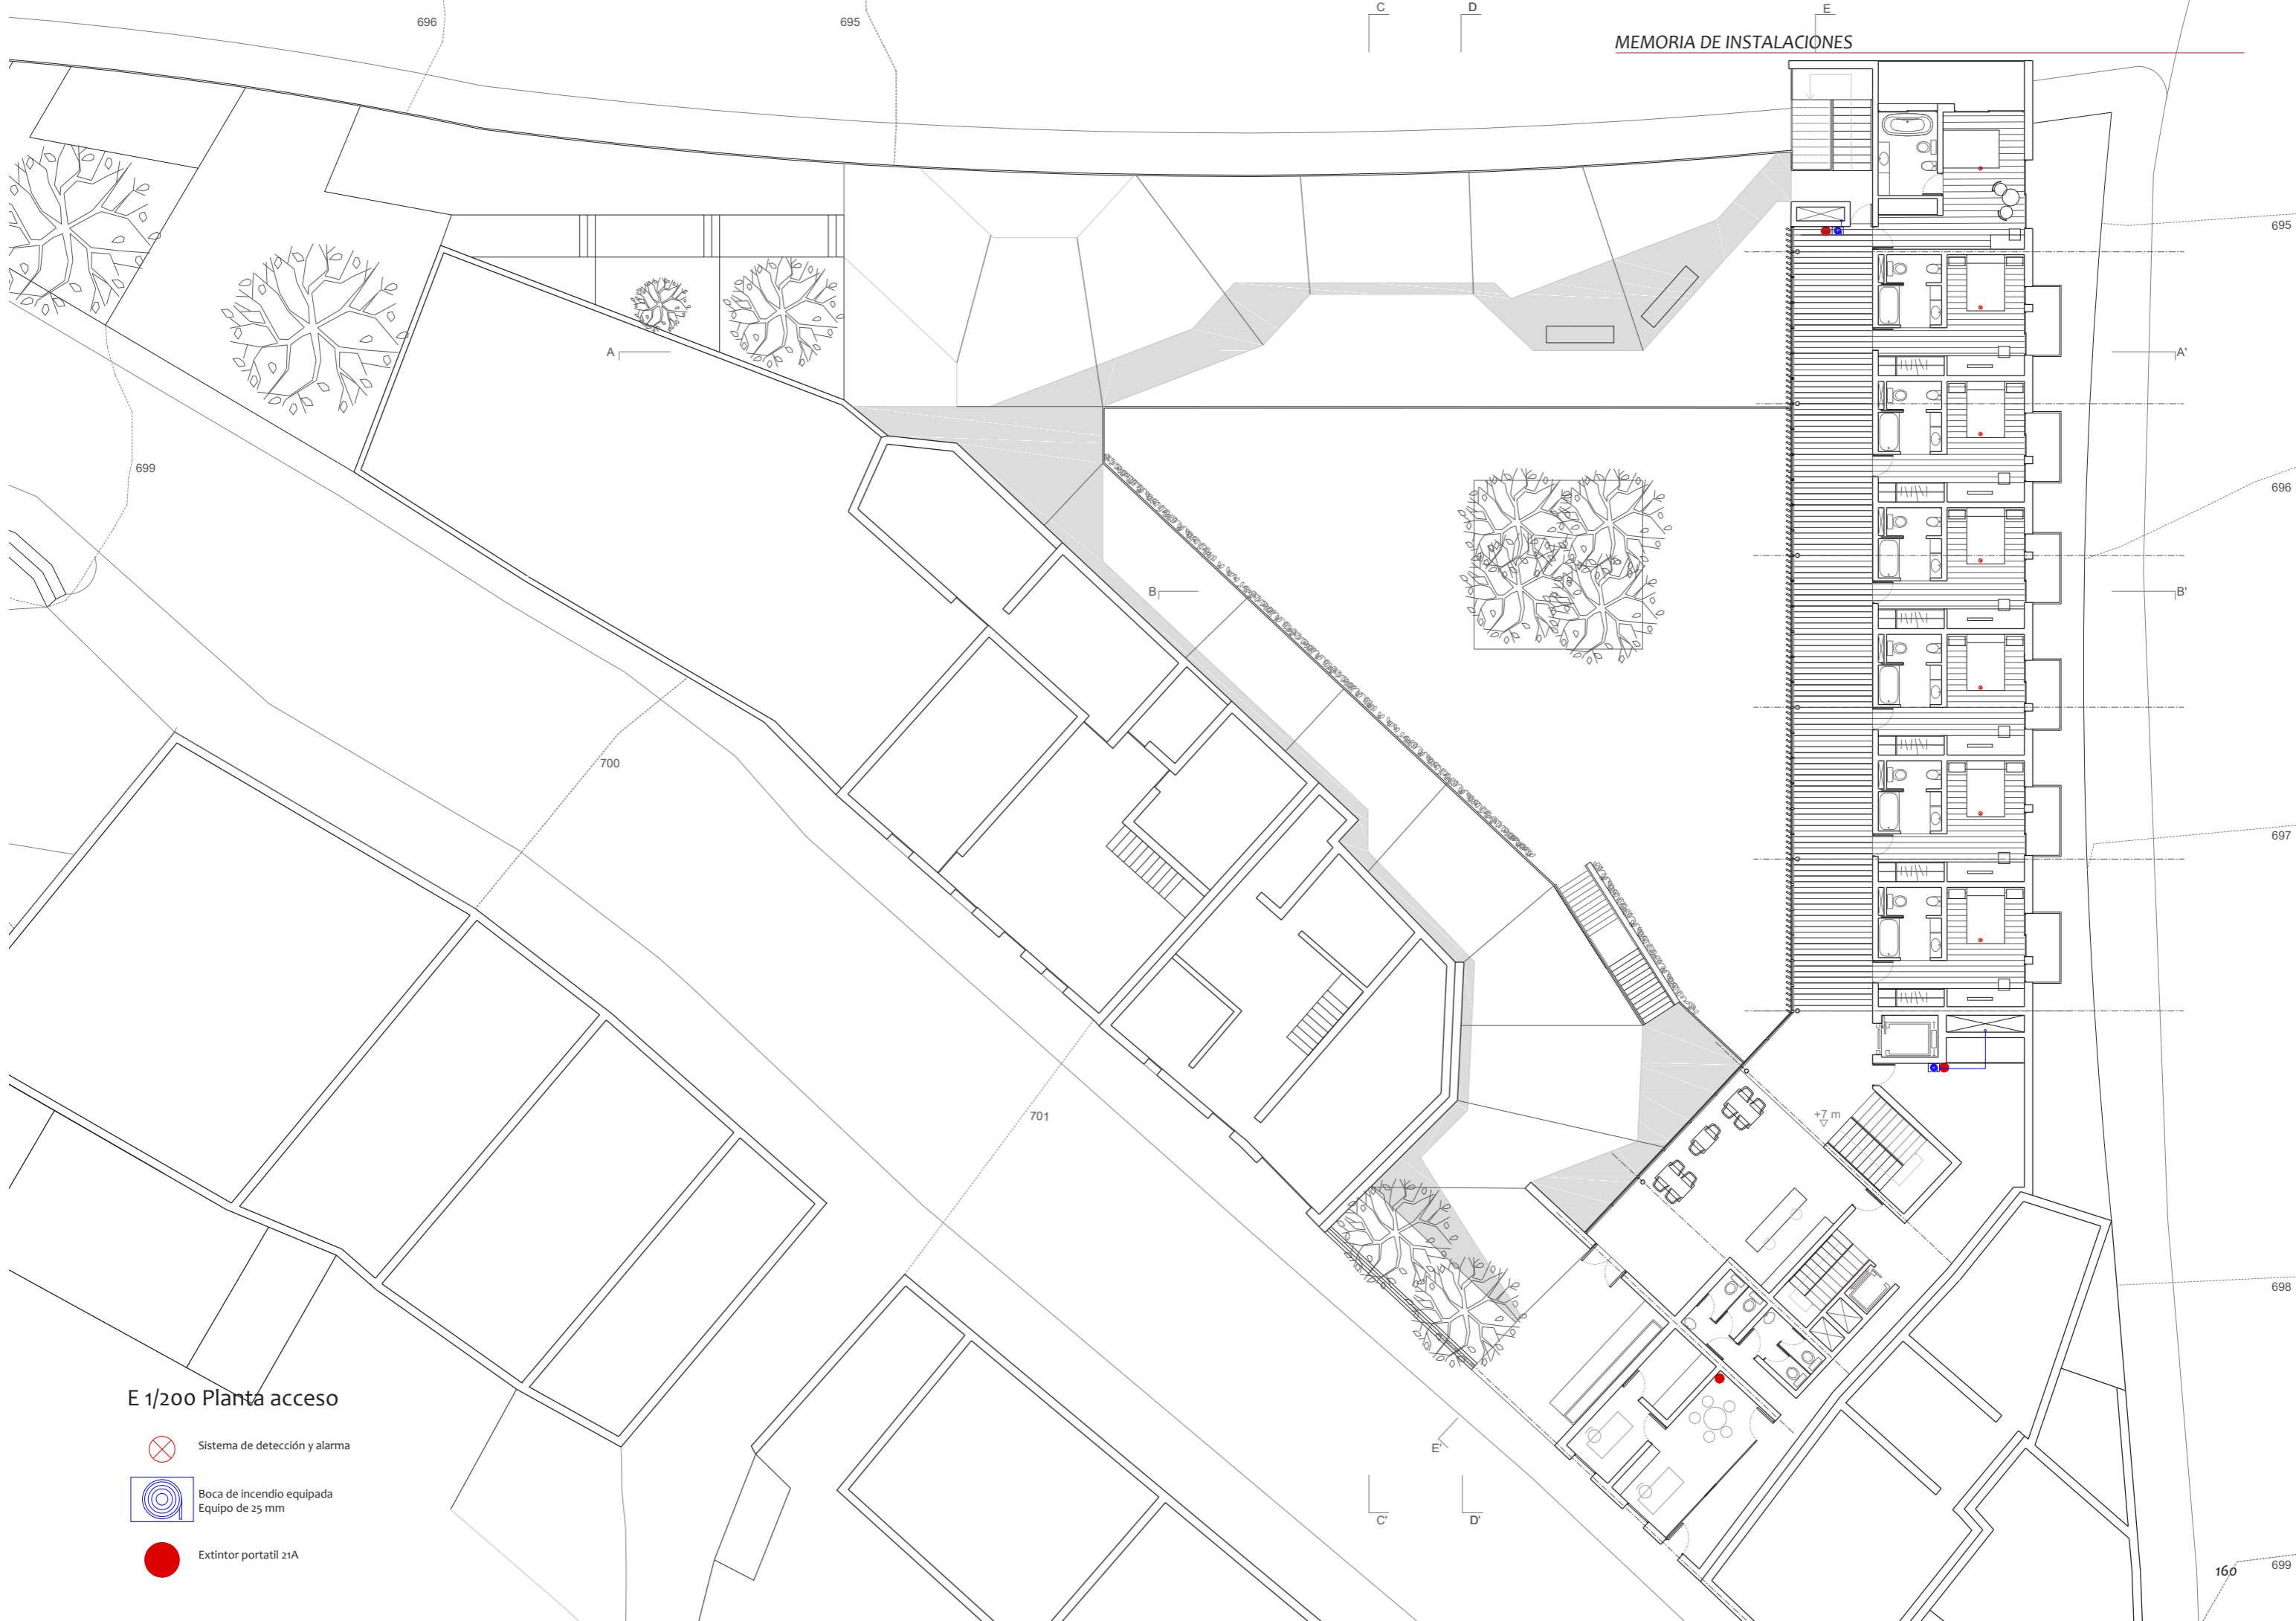 696
695
C
D
E
MEMORIA DE INSTALACIONES
695
A
A'
699
696
B
B'
700
697
701
+7 m
698
E 1/200 Planta acceso
Sistema de detección y alarma
E'
Boca de incendio equipada
Equipo de 25 mm
C'
D'
Extintor portatil 21A
160
699